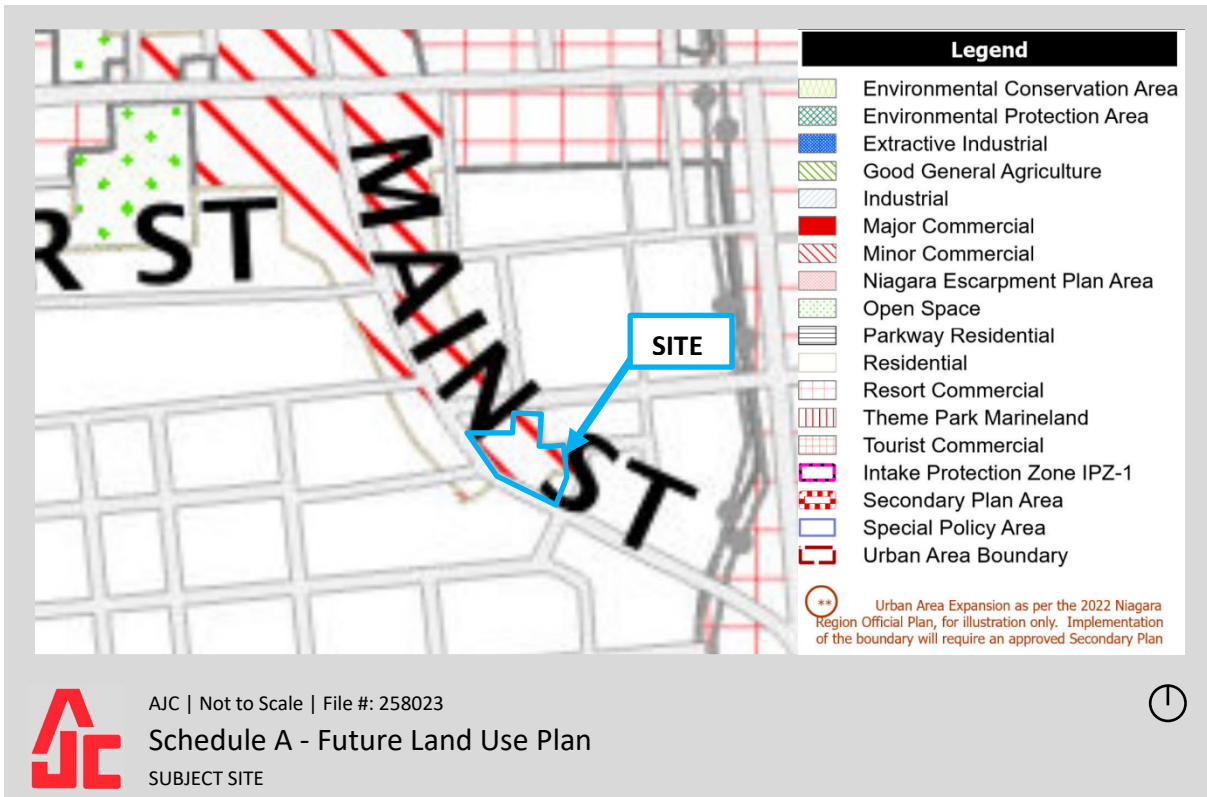 R ST
MAIN ST
SITE
Legend
Environmental Conservation Area
Environmental Protection Area
Extractive Industrial
Good General Agriculture
Industrial
Major Commercial
Minor Commercial
Niagara Escarpment Plan Area
Open Space
Parkway Residential
Residential
Resort Commercial
Theme Park Marineland
Tourist Commercial
Intake Protection Zone IPZ-1
Secondary Plan Area
Special Policy Area
Urban Area Boundary
** Urban Area Expansion as per the 2022 Niagara
Region Official Plan, for illustration only. Implementation
of the boundary will require an approved Secondary Plan
AJC
AJC | Not to Scale | File #: 258023
Schedule A - Future Land Use Plan
SUBJECT SITE